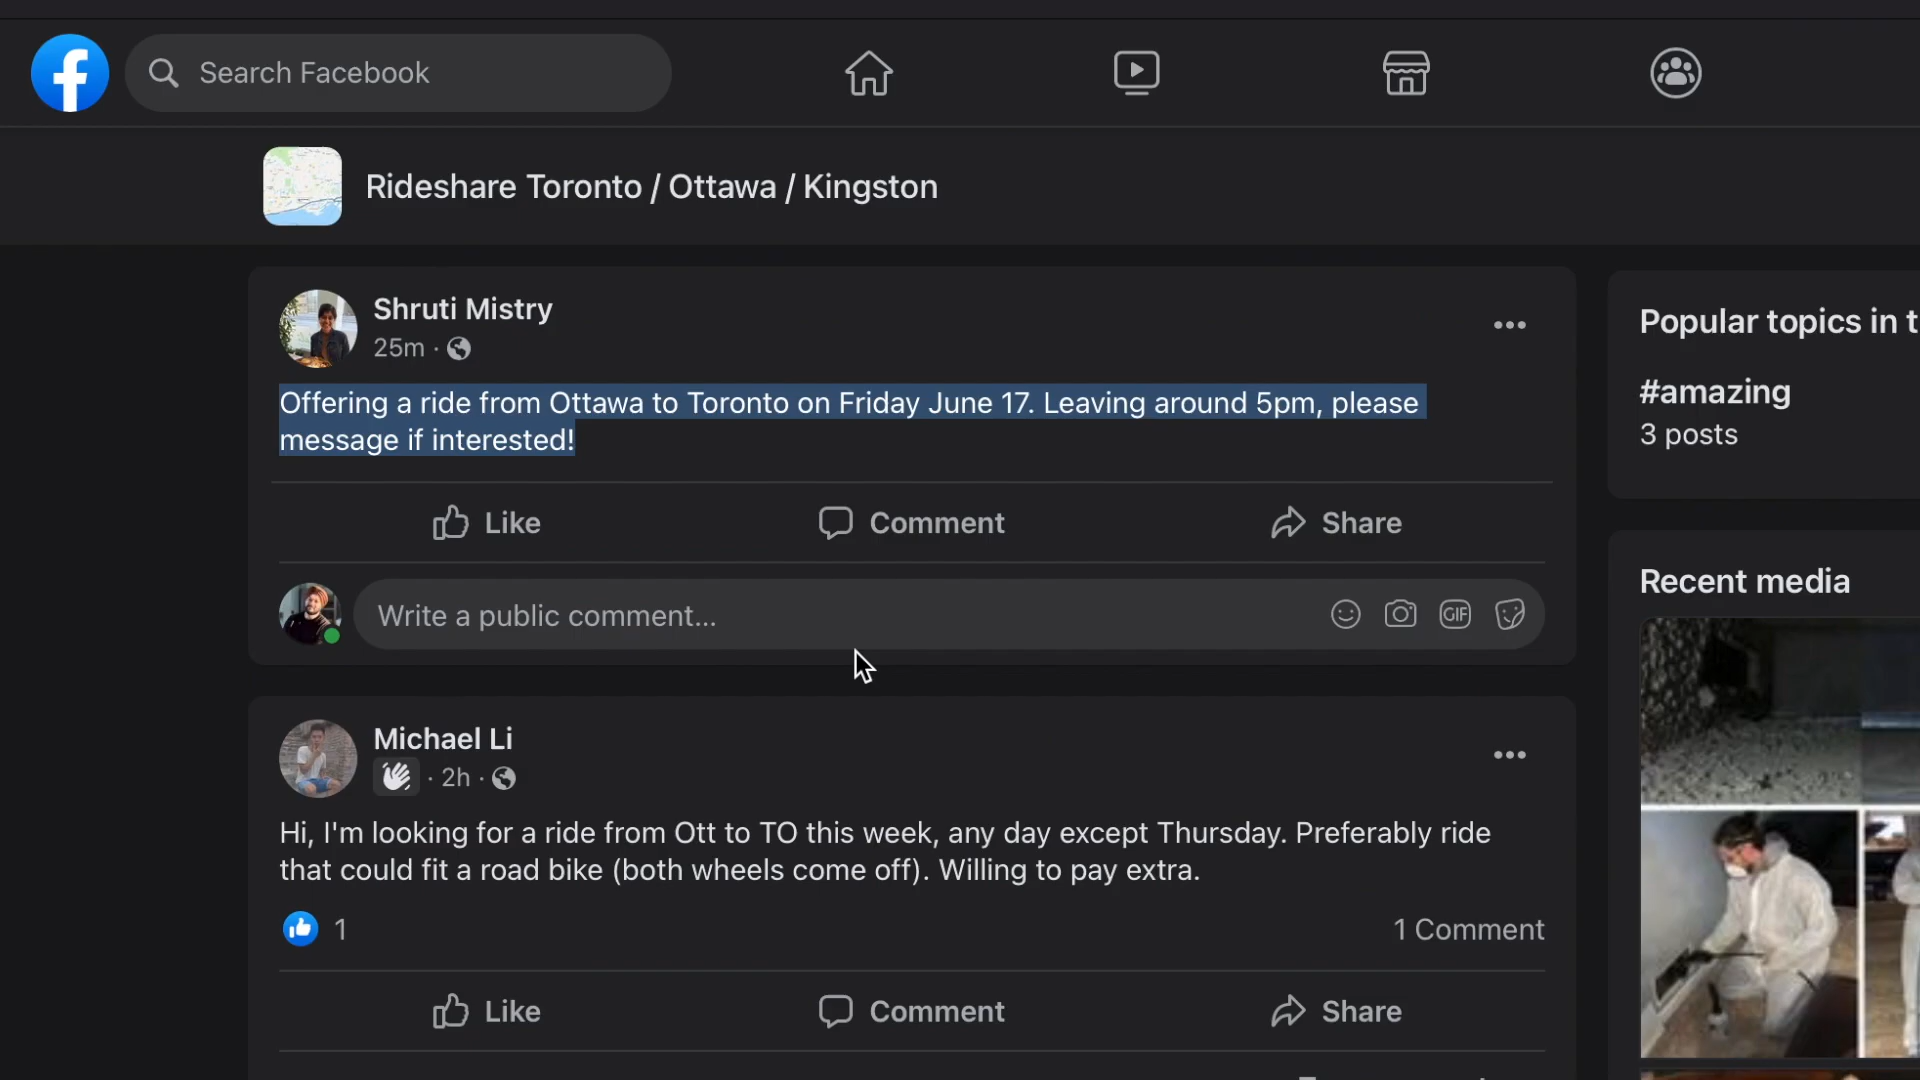 Search Facebook
Rideshare Toronto / Ottawa / Kingston
Shruti Mistry
25m ·
Offering a ride from Ottawa to Toronto on Friday June 17. Leaving around 5pm, please
message if interested!
Like
Comment
Share
Write a public comment...
GIF
Michael Li
· 2h ·
Hi, I'm looking for a ride from Ott to TO this week, any day except Thursday. Preferably ride
that could fit a road bike (both wheels come off). Willing to pay extra.
1
1 Comment
Like
Comment
Share
Popular topics in t
#amazing
3 posts
Recent media